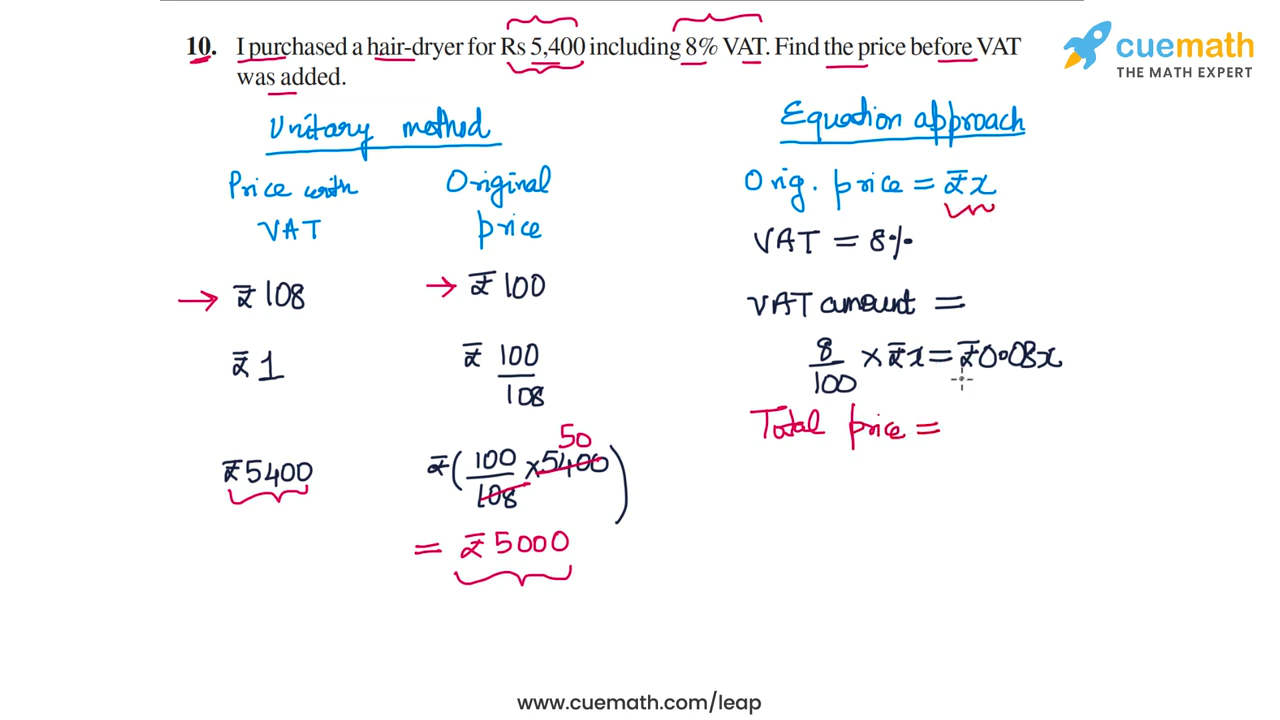 10. I purchased a hair-dryer for Rs 5,400 including 8% VAT. Find the price before VAT
was added.
cuemath
THE MATH EXPERT
Unitary method
Price with VAT
Original price
₹108
₹100
₹1
₹ 100/108
₹5400
₹(100/108 × 5400)
50
= ₹5000
Equation approach
Orig. price = ₹x
VAT = 8%
VAT amount =
8/100 × ₹x = ₹0.08x
Total price =
www.cuemath.com/leap